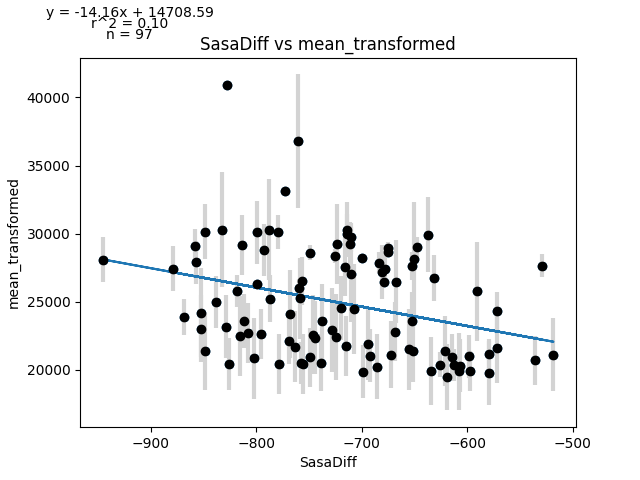 y = -14.16x + 14708.59
r^2 = 0.10
n = 97
SasaDiff vs mean_transformed
40000
35000
30000
25000
20000
mean_transformed
−900
−800
−700
−600
−500
SasaDiff